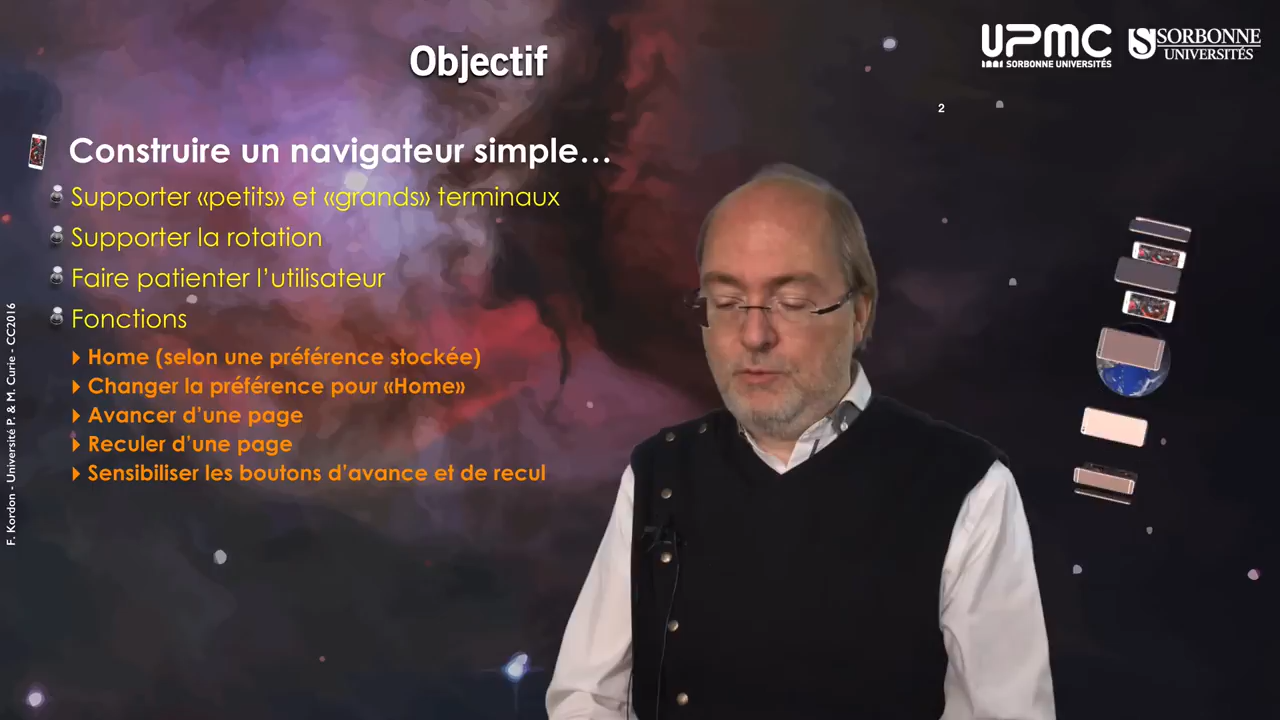 Objectif
UPMC
SORBONNE UNIVERSITÉS
SORBONNE
UNIVERSITÉS
2
Construire un navigateur simple…
Supporter «petits» et «grands» terminaux
Supporter la rotation
Faire patienter l’utilisateur
Fonctions
Home (selon une préférence stockée)
Changer la préférence pour «Home»
Avancer d’une page
Reculer d’une page
Sensibiliser les boutons d’avance et de recul
F. Kordon - Université P. & M. Curie - CC2016